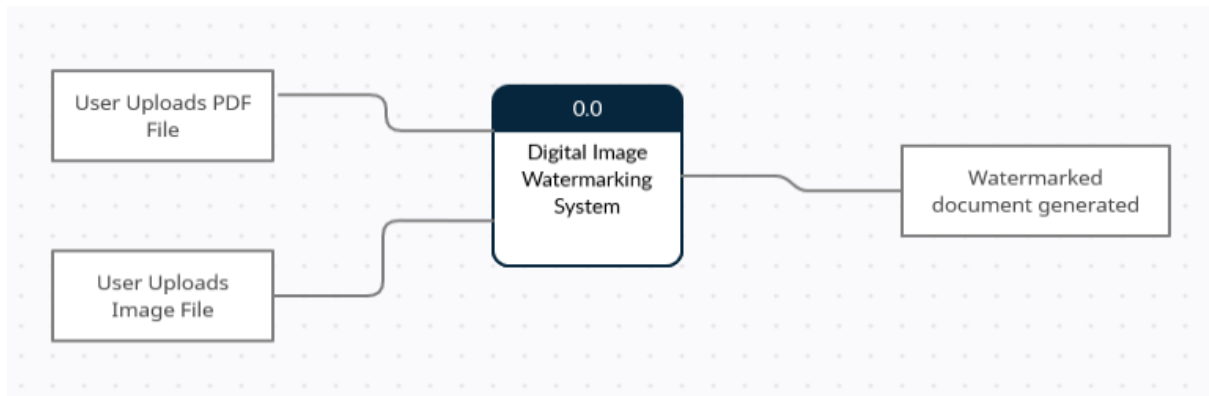 User Uploads PDF
File
0.0
Digital Image
Watermarking
System
Watermarked
document generated
User Uploads
Image File